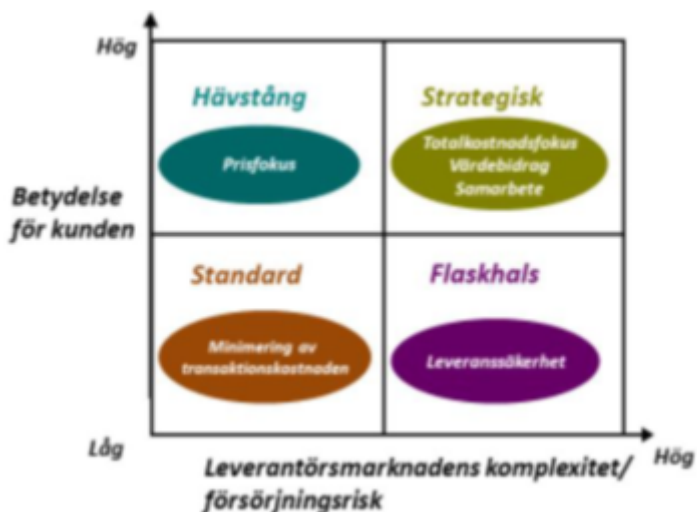 Hög
Hävstång
Strategisk
Prisfokus
Totalkostnadsfokus
Värdebidrag
Samarbete
Betydelse
för kunden
Standard
Flaskhals
Minimering av
transaktionskostnaden
Leveranssäkerhet
Låg
Leverantörsmarknadens komplexitet/
försörjningsrisk
Hög